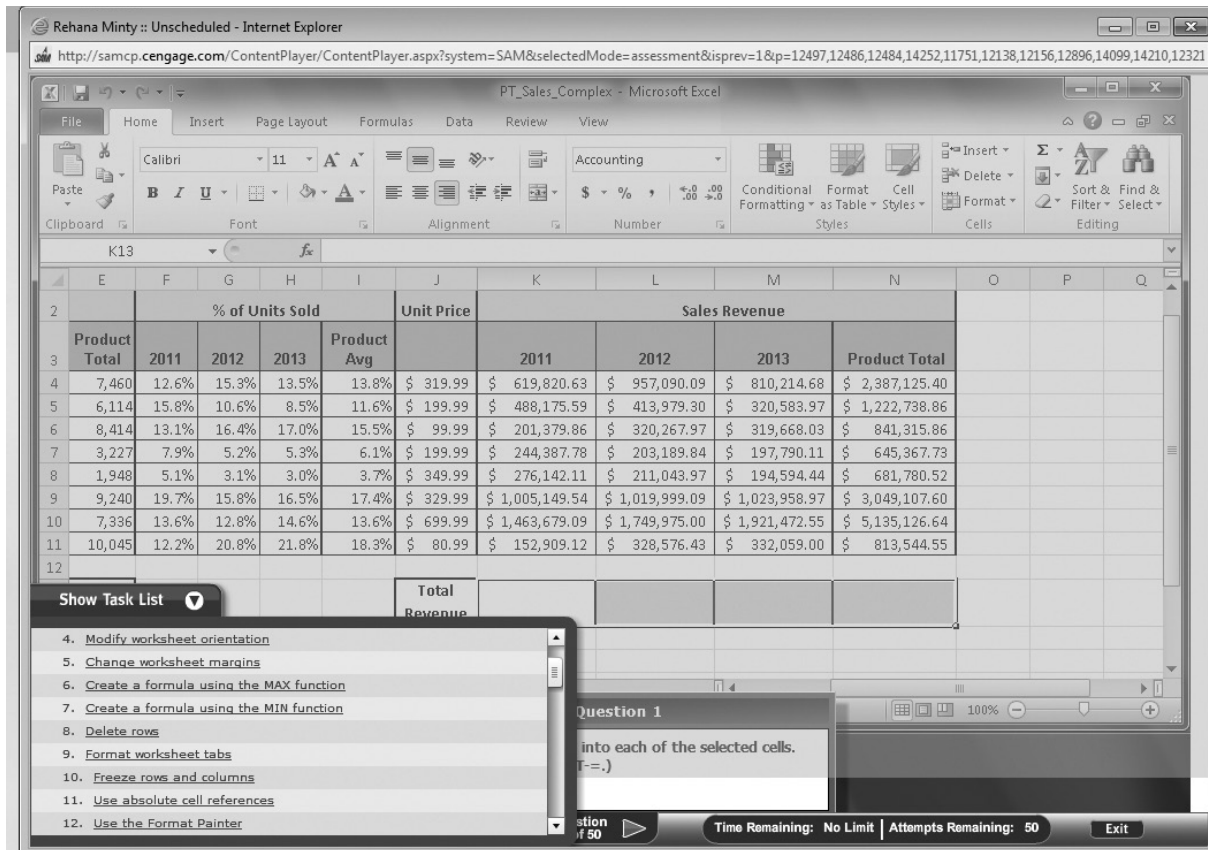 Rehana Minty :: Unscheduled - Internet Explorer
http://samcp.cengage.com/ContentPlayer/ContentPlayer.aspx?system=SAM&selectedMode=assessment&isprev=1&p=12497,12486,12484,14252,11751,12138,12156,12896,14099,14210,12321
PT_Sales_Complex - Microsoft Excel
File Home Insert Page Layout Formulas Data Review View
Calibri 11 Accounting
Paste B I U A $ % , Conditional Formatting Format as Table Cell Styles Insert Delete Format Σ Sort & Filter Find & Select
Clipboard Font Alignment Number Styles Cells Editing
K13 fx
E F G H I J K L M N O P Q
2 % of Units Sold Unit Price Sales Revenue
3 Product Total 2011 2012 2013 Product Avg 2011 2012 2013 Product Total
4 7,460 12.6% 15.3% 13.5% 13.8% $ 319.99 $ 619,820.63 $ 957,090.09 $ 810,214.68 $ 2,387,125.40
5 6,114 15.8% 10.6% 8.5% 11.6% $ 199.99 $ 488,175.59 $ 413,979.30 $ 320,583.97 $ 1,222,738.86
6 8,414 13.1% 16.4% 17.0% 15.5% $ 99.99 $ 201,379.86 $ 320,267.97 $ 319,668.03 $ 841,315.86
7 3,227 7.9% 5.2% 5.3% 6.1% $ 199.99 $ 244,387.78 $ 203,189.84 $ 197,790.11 $ 645,367.73
8 1,948 5.1% 3.1% 3.0% 3.7% $ 349.99 $ 276,142.11 $ 211,043.97 $ 194,594.44 $ 681,780.52
9 9,240 19.7% 15.8% 16.5% 17.4% $ 329.99 $ 1,005,149.54 $ 1,019,999.09 $ 1,023,958.97 $ 3,049,107.60
10 7,336 13.6% 12.8% 14.6% 13.6% $ 699.99 $ 1,463,679.09 $ 1,749,975.00 $ 1,921,472.55 $ 5,135,126.64
11 10,045 12.2% 20.8% 21.8% 18.3% $ 80.99 $ 152,909.12 $ 328,576.43 $ 332,059.00 $ 813,544.55
12
Total
Revenue
Show Task List
4. Modify worksheet orientation
5. Change worksheet margins
6. Create a formula using the MAX function
7. Create a formula using the MIN function
8. Delete rows
9. Format worksheet tabs
10. Freeze rows and columns
11. Use absolute cell references
12. Use the Format Painter
100%
Question 1
into each of the selected cells.
T-=.)
stion
of 50
Time Remaining: No Limit | Attempts Remaining: 50
Exit